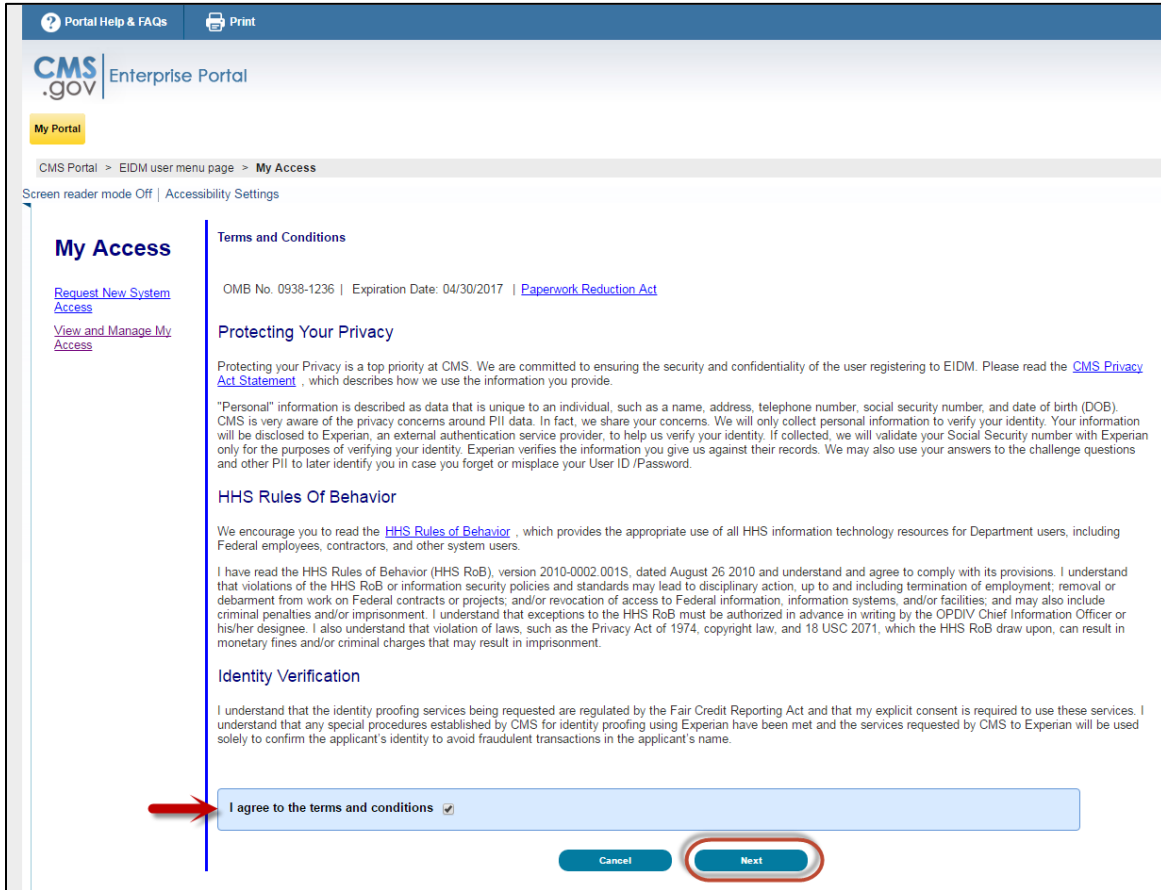 Portal Help & FAQs
Print
CMS
.gov
Enterprise Portal
My Portal
CMS Portal > EIDM user menu page > My Access
Screen reader mode Off | Accessibility Settings
My Access
Request New System
Access
View and Manage My
Access
Terms and Conditions
OMB No. 0938-1236 | Expiration Date: 04/30/2017 | Paperwork Reduction Act
Protecting Your Privacy
Protecting your Privacy is a top priority at CMS. We are committed to ensuring the security and confidentiality of the user registering to EIDM. Please read the CMS Privacy
Act Statement , which describes how we use the information you provide.
"Personal" information is described as data that is unique to an individual, such as a name, address, telephone number, social security number, and date of birth (DOB).
CMS is very aware of the privacy concerns around PII data. In fact, we share your concerns. We will only collect personal information to verify your identity. Your information
will be disclosed to Experian, an external authentication service provider, to help us verify your identity. If collected, we will validate your Social Security number with Experian
only for the purposes of verifying your identity. Experian verifies the information you give us against their records. We may also use your answers to the challenge questions
and other PII to later identify you in case you forget or misplace your User ID /Password.
HHS Rules Of Behavior
We encourage you to read the HHS Rules of Behavior , which provides the appropriate use of all HHS information technology resources for Department users, including
Federal employees, contractors, and other system users.
I have read the HHS Rules of Behavior (HHS RoB), version 2010-0002.001S, dated August 26 2010 and understand and agree to comply with its provisions. I understand
that violations of the HHS RoB or information security policies and standards may lead to disciplinary action, up to and including termination of employment; removal or
debarment from work on Federal contracts or projects; and/or revocation of access to Federal information, information systems, and/or facilities; and may also include
criminal penalties and/or imprisonment. I understand that exceptions to the HHS RoB must be authorized in advance in writing by the OPDIV Chief Information Officer or
his/her designee. I also understand that violation of laws, such as the Privacy Act of 1974, copyright law, and 18 USC 2071, which the HHS RoB draw upon, can result in
monetary fines and/or criminal charges that may result in imprisonment.
Identity Verification
I understand that the identity proofing services being requested are regulated by the Fair Credit Reporting Act and that my explicit consent is required to use these services. I
understand that any special procedures established by CMS for identity proofing using Experian have been met and the services requested by CMS to Experian will be used
solely to confirm the applicant's identity to avoid fraudulent transactions in the applicant's name.
I agree to the terms and conditions
Cancel
Next